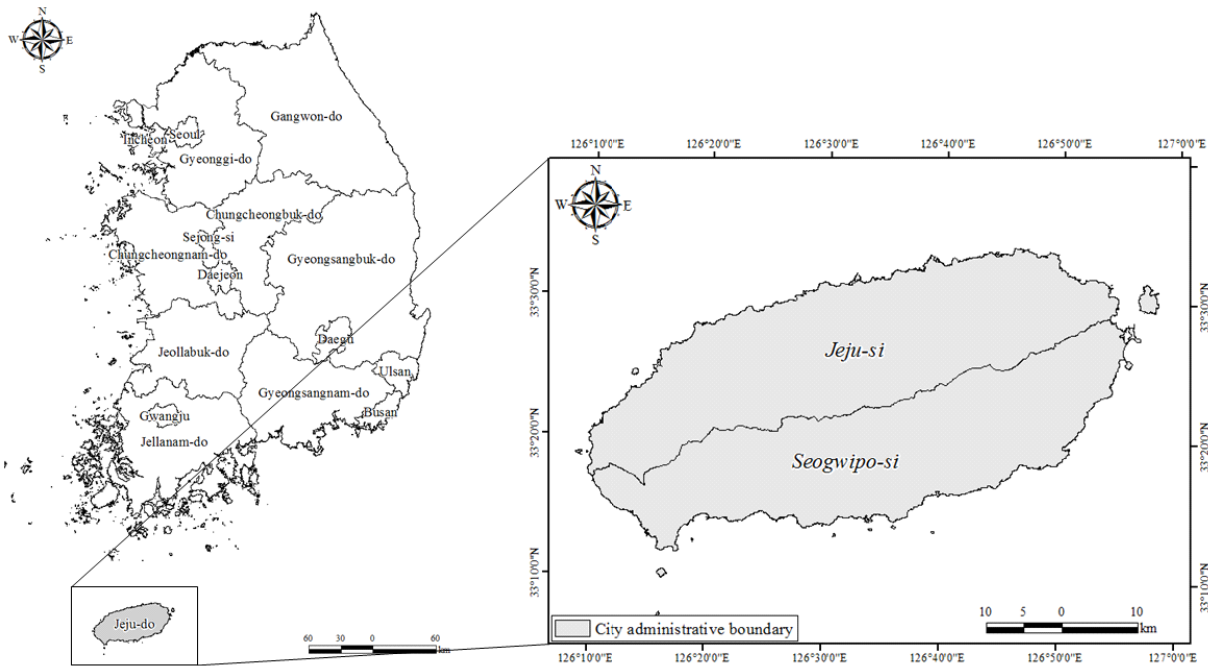 N
W E
S
Gangwon-do
Incheon
Seoul
Gyeonggi-do
Chungcheongbuk-do
Sejong-si
Chungcheongnam-do
Gyeongsangbuk-do
Daejeon
Jeollabuk-do
Daegu
Ulsan
Gyeongsangnam-do
Busan
Gwangju
Jellanam-do
Jeju-do
60 30 0 60
km
126°10'0"E 126°20'0"E 126°30'0"E 126°40'0"E 126°50'0"E 127°0'0"E
N
W E
S
33°30'0"N
33°30'0"N
Jeju-si
33°20'0"N
33°20'0"N
Seogwipo-si
33°10'0"N
33°10'0"N
City administrative boundary
10 5 0 10
km
126°10'0"E 126°20'0"E 126°30'0"E 126°40'0"E 126°50'0"E 127°0'0"E